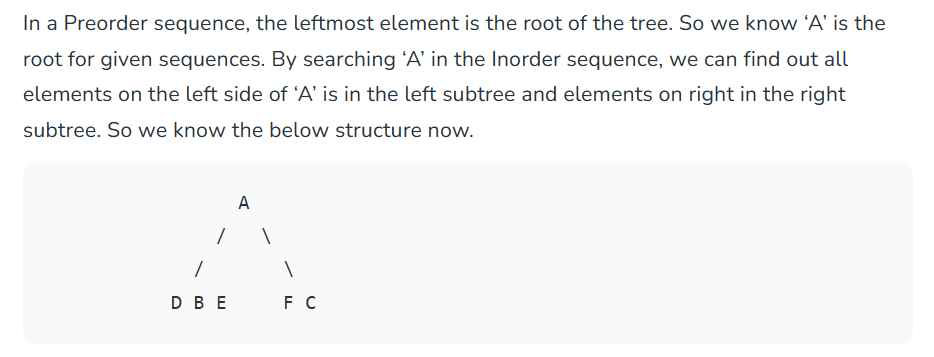 In a Preorder sequence, the leftmost element is the root of the tree. So we know ‘A’ is the
root for given sequences. By searching ‘A’ in the Inorder sequence, we can find out all
elements on the left side of ‘A’ is in the left subtree and elements on right in the right
subtree. So we know the below structure now.
A
/ \
/ \
D B E F C